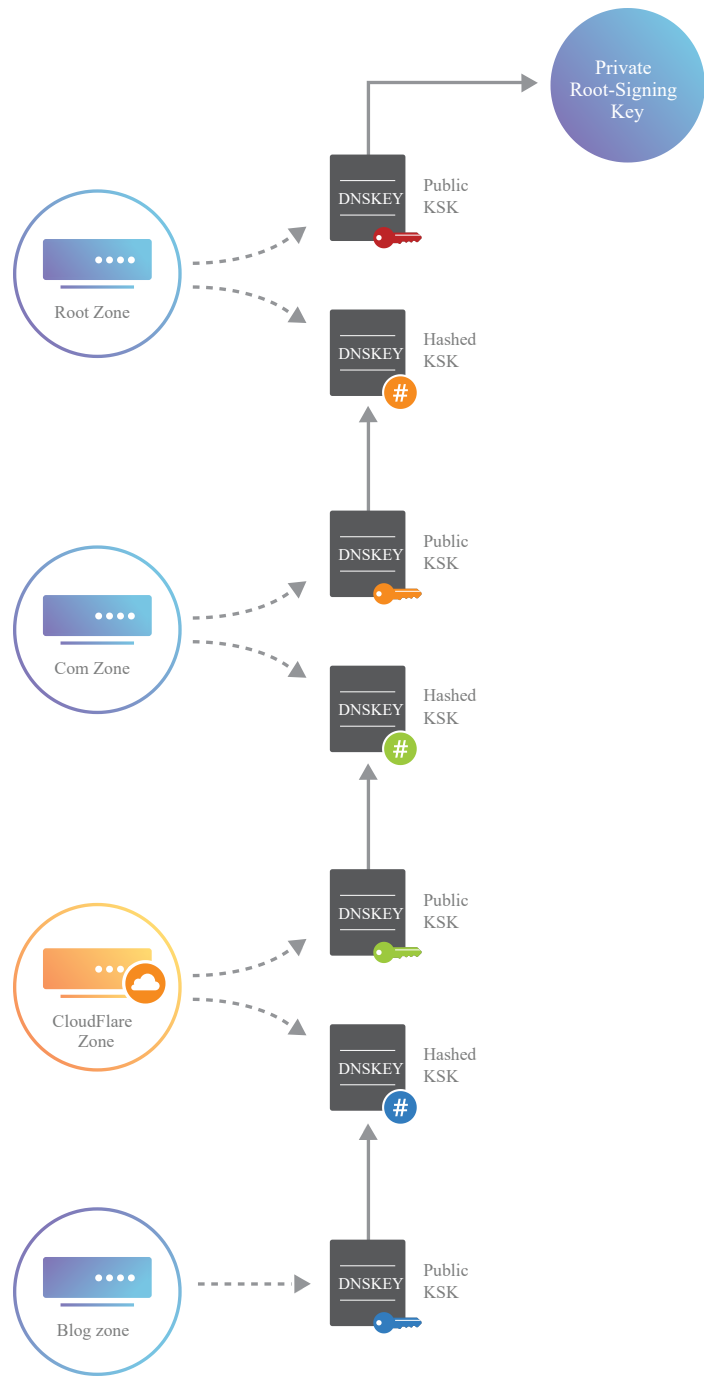 Private
Root-Signing
Key
DNSKEY
Public
KSK
Root Zone
DNSKEY
#
Hashed
KSK
DNSKEY
Public
KSK
Com Zone
DNSKEY
#
Hashed
KSK
DNSKEY
Public
KSK
CloudFlare
Zone
DNSKEY
#
Hashed
KSK
DNSKEY
Public
KSK
Blog zone